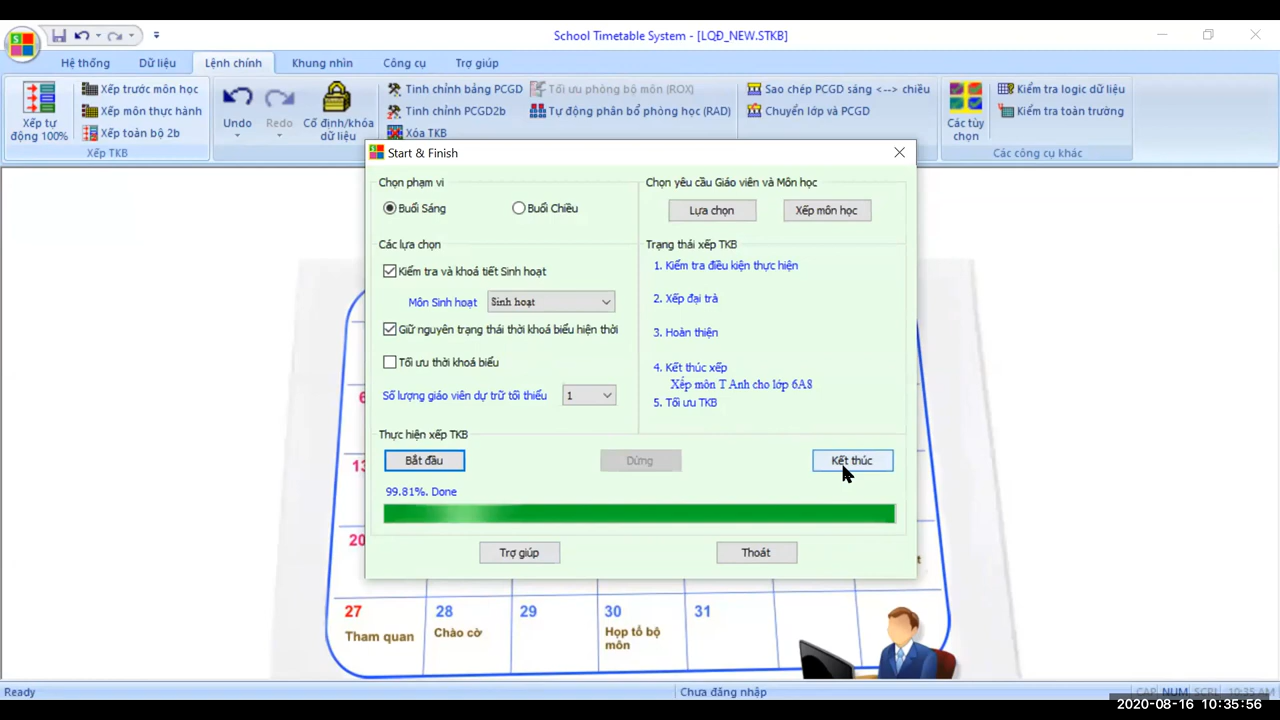 School Timetable System - [LQĐ_NEW.STKB]
Hệ thống
Dữ liệu
Lệnh chính
Khung nhìn
Công cụ
Trợ giúp
Xếp tự động 100%
Xếp trước môn học
Xếp môn thực hành
Xếp toàn bộ 2b
Xếp TKB
Undo
Redo
Cố định/khóa dữ liệu
Tinh chỉnh bảng PCGD
Tinh chỉnh PCGD2b
Xóa TKB
Tối ưu phòng bộ môn (ROX)
Tự động phân bổ phòng học (RAD)
Sao chép PCGD sáng <--> chiều
Chuyển lớp và PCGD
Các tùy chọn
Kiểm tra logic dữ liệu
Kiểm tra toàn trường
Các công cụ khác
Start & Finish
Chọn phạm vi
Buổi Sáng
Buổi Chiều
Các lựa chọn
Kiểm tra và khoá tiết Sinh hoạt
Môn Sinh hoạt
Sinh hoạt
Giữ nguyên trạng thái thời khoá biểu hiện thời
Tối ưu thời khoá biểu
Số lượng giáo viên dự trữ tối thiểu
1
Chọn yêu cầu Giáo viên và Môn học
Lựa chọn
Xếp môn học
Trạng thái xếp TKB
1. Kiểm tra điều kiện thực hiện
2. Xếp đại trà
3. Hoàn thiện
4. Kết thúc xếp
Xếp môn T Anh cho lớp 6A8
5. Tối ưu TKB
Thực hiện xếp TKB
Bắt đầu
Dừng
Kết thúc
99.81%. Done
Trợ giúp
Thoát
6
13
20
27
28
29
30
31
Tham quan
Chào cờ
Họp tổ bộ môn
Ready
Chưa đăng nhập
CAP
NUM
SCRL
10:35 AM
2020-08-16 10:35:56